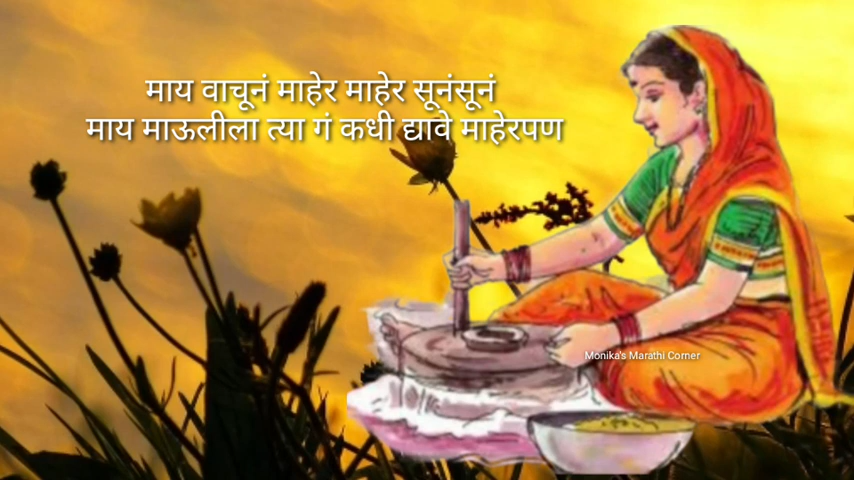 माय वाचूनं माहेर माहेर सूनंसूनं
माय माऊलीला त्या गं कधी द्यावे माहेरपण
Monika's Marathi Corner